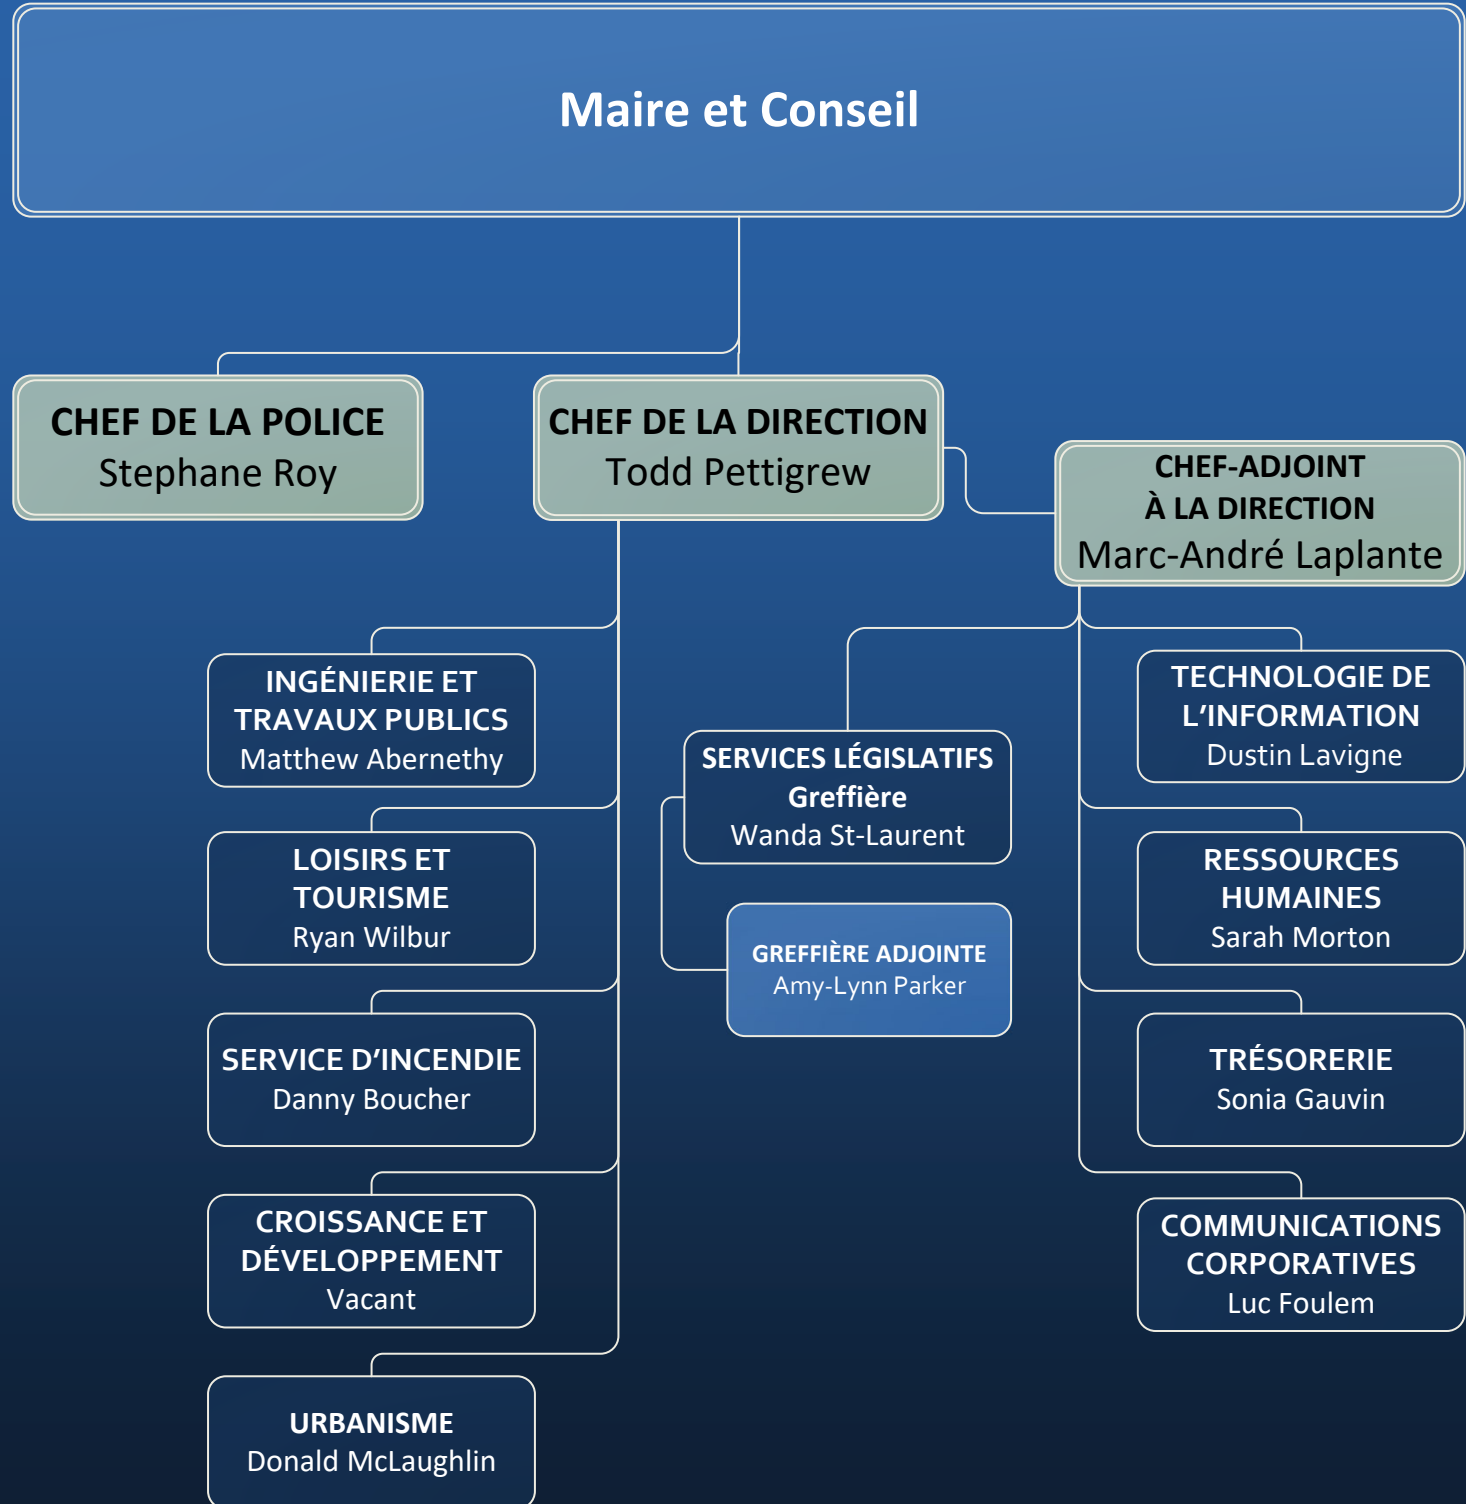 Maire et Conseil
CHEF DE LA POLICE
Stephane Roy
CHEF DE LA DIRECTION
Todd Pettigrew
CHEF-ADJOINT
À LA DIRECTION
Marc-André Laplante
INGÉNIERIE ET
TRAVAUX PUBLICS
Matthew Abernethy
LOISIRS ET
TOURISME
Ryan Wilbur
SERVICE D'INCENDIE
Danny Boucher
CROISSANCE ET
DÉVELOPPEMENT
Vacant
URBANISME
Donald McLaughlin
SERVICES LÉGISLATIFS
Greffière
Wanda St-Laurent
GREFFIÈRE ADJOINTE
Amy-Lynn Parker
TECHNOLOGIE DE
L'INFORMATION
Dustin Lavigne
RESSOURCES
HUMAINES
Sarah Morton
TRÉSORERIE
Sonia Gauvin
COMMUNICATIONS
CORPORATIVES
Luc Foulem